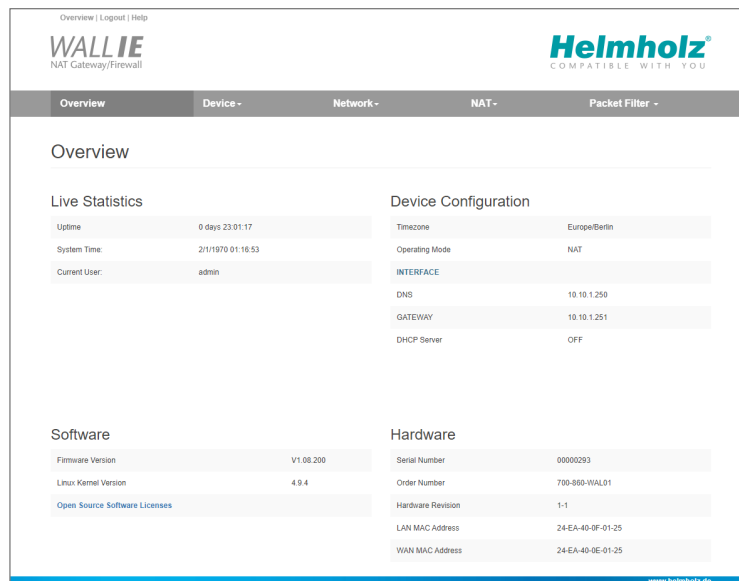 Overview | Logout | Help
WALL IE
NAT Gateway/Firewall
Helmholz®
COMPATIBLE WITH YOU
Overview Device Network NAT Packet Filter
Overview
Live Statistics
Uptime 0 days 23:01:17
System Time: 2/1/1970 01:16:53
Current User: admin
Device Configuration
Timezone Europe/Berlin
Operating Mode NAT
INTERFACE
DNS 10.10.1.250
GATEWAY 10.10.1.251
DHCP Server OFF
Software
Firmware Version V1.08.200
Linux Kernel Version 4.9.4
Open Source Software Licenses
Hardware
Serial Number 00000293
Order Number 700-860-WAL01
Hardware Revision 1-1
LAN MAC Address 24-EA-40-0F-01-25
WAN MAC Address 24-EA-40-0E-01-25
www.helmholz.de